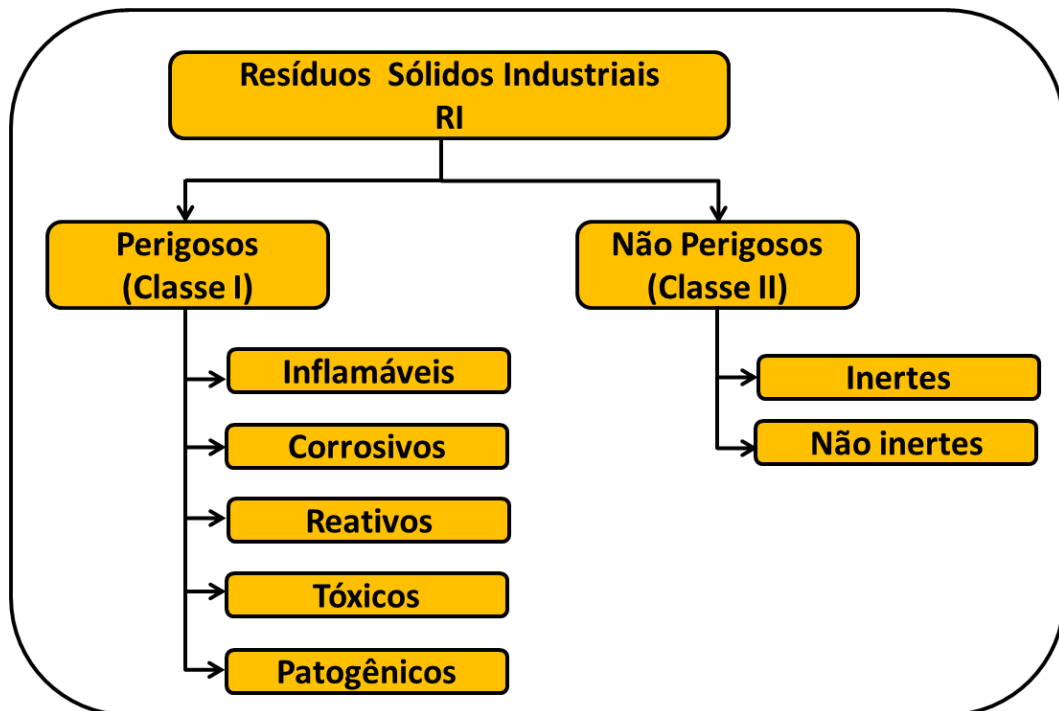 Resíduos Sólidos Industriais
RI
Perigosos
(Classe I)
Não Perigosos
(Classe II)
Inflamáveis
Corrosivos
Reativos
Tóxicos
Patogênicos
Inertes
Não inertes